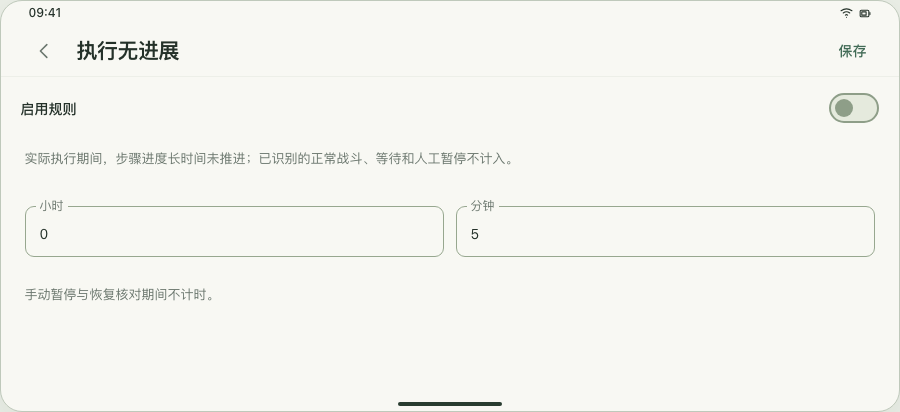 09:41
执行无进展
保存
启用规则
实际执行期间，步骤进度长时间未推进；已识别的正常战斗、等待和人工暂停不计入。
小时
分钟
0
5
手动暂停与恢复核对期间不计时。